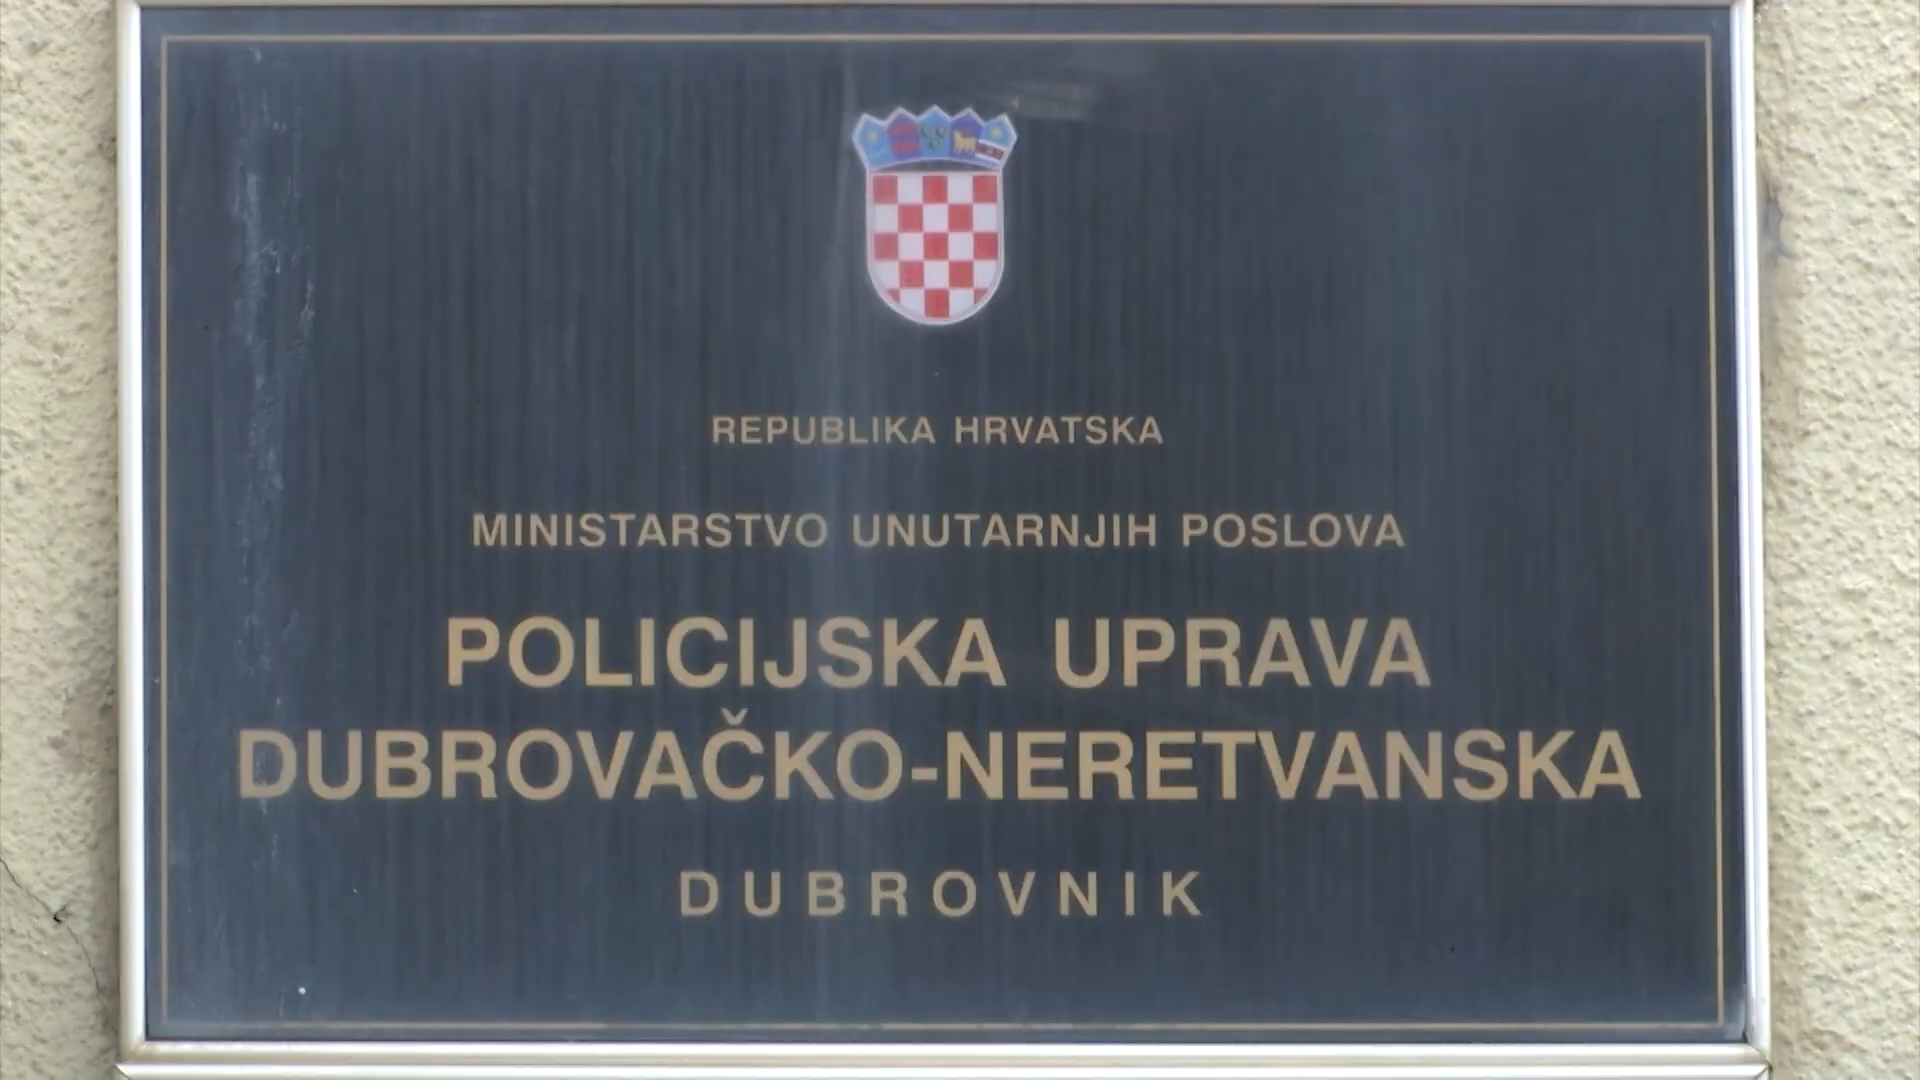 REPUBLIKA HRVATSKA
MINISTARSTVO UNUTARNJIH POSLOVA
POLICIJSKA UPRAVA
DUBROVAČKO-NERETVANSKA
DUBROVNIK